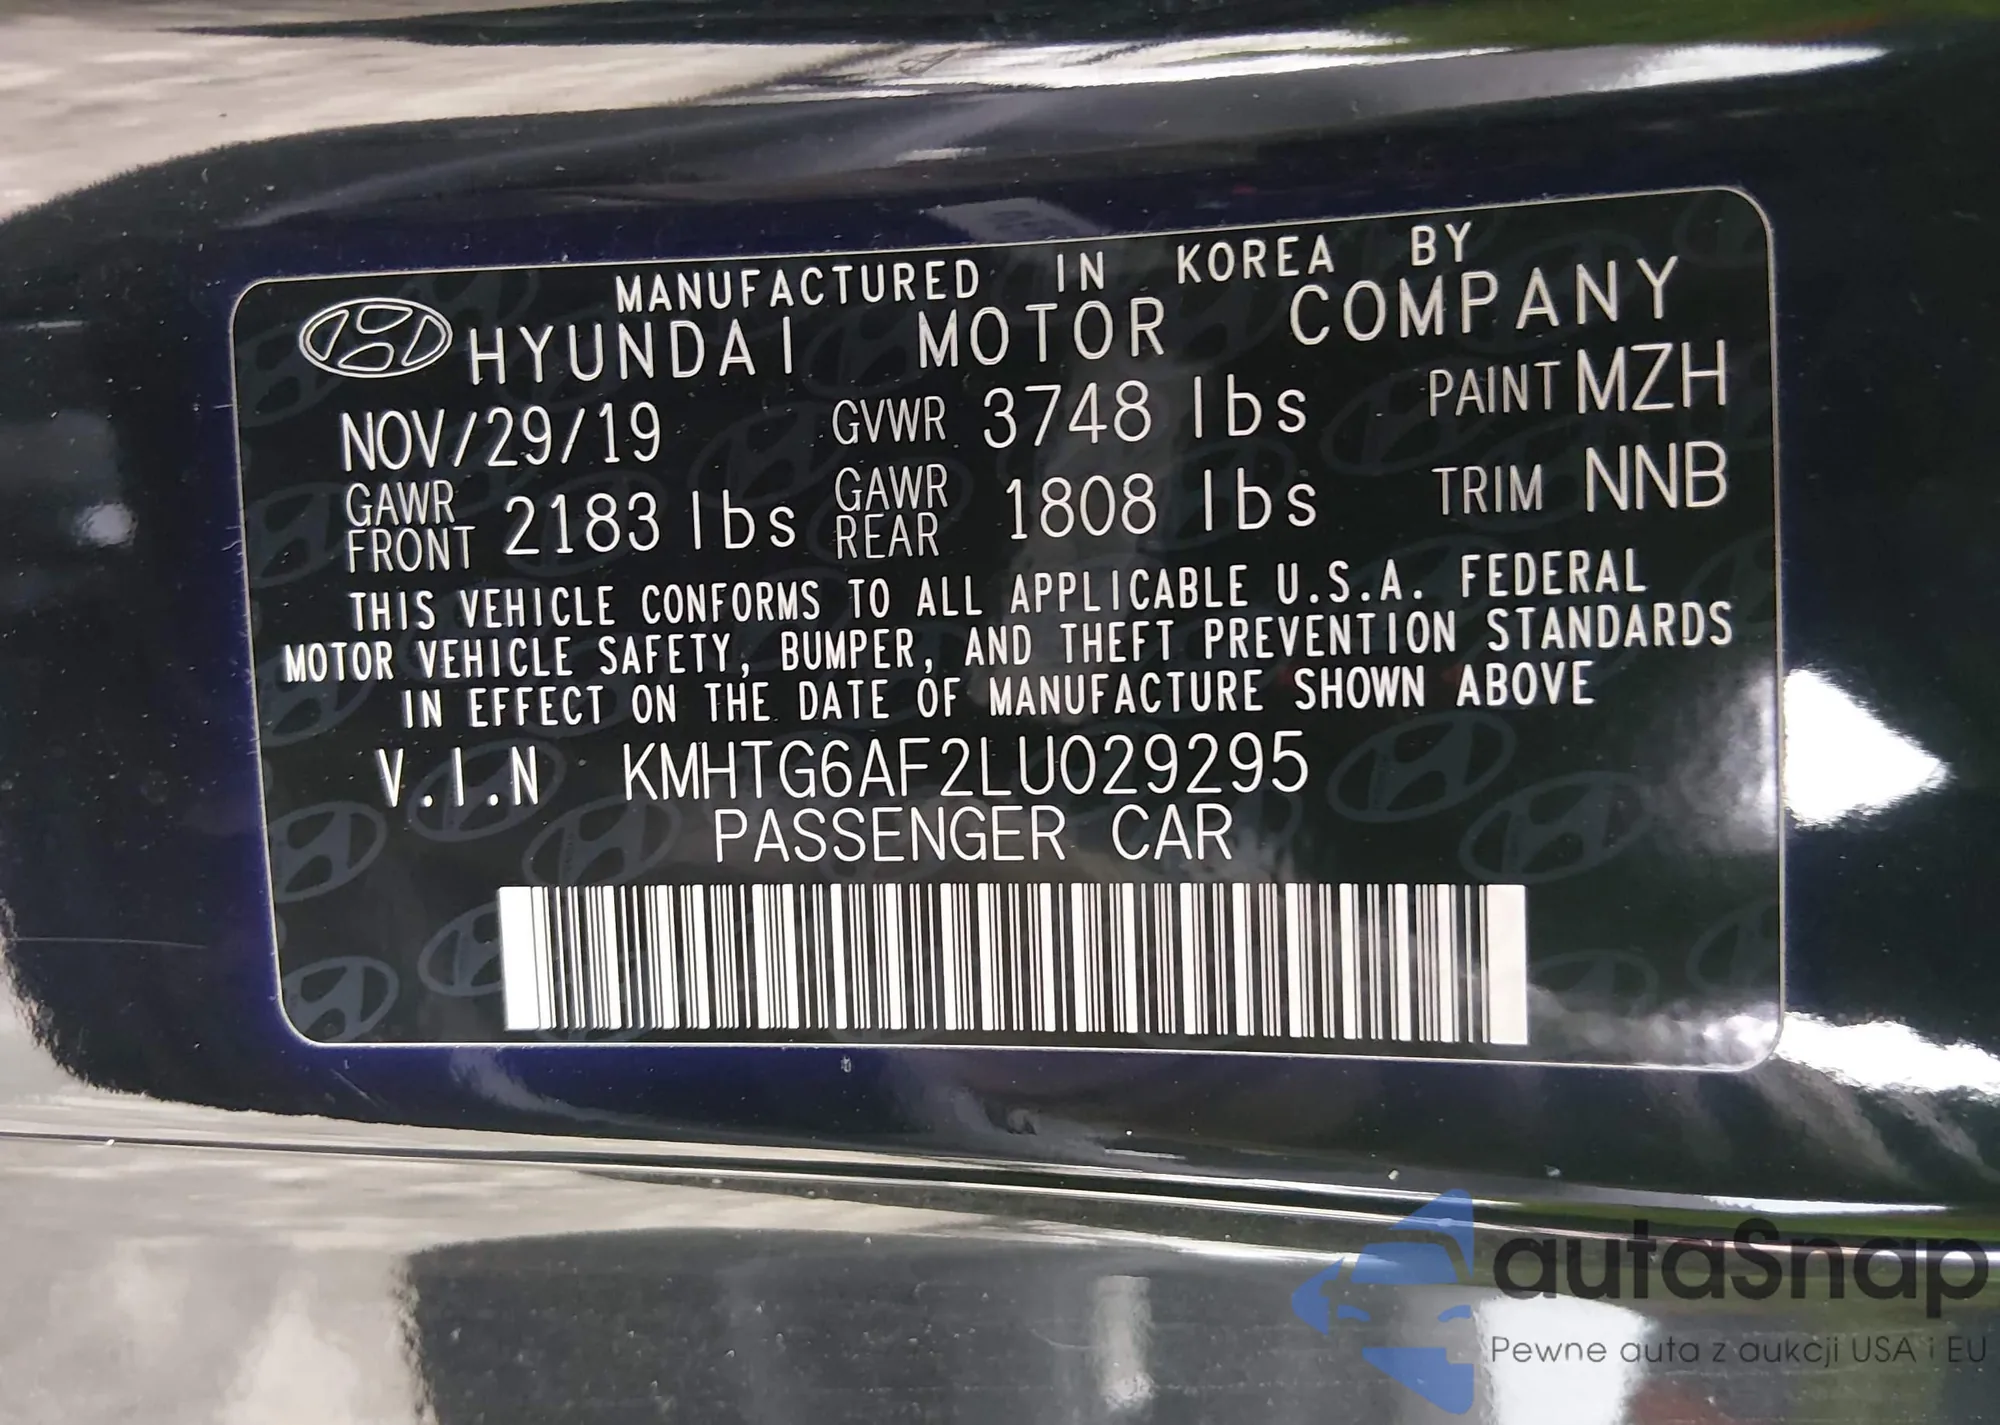 MANUFACTURED IN KOREA BY
HYUNDAI MOTOR COMPANY
NOV/29/19 GVWR 3748 lbs PAINT MZH
GAWR FRONT 2183 lbs GAWR REAR 1808 lbs TRIM NNB
THIS VEHICLE CONFORMS TO ALL APPLICABLE U.S.A. FEDERAL
MOTOR VEHICLE SAFETY, BUMPER, AND THEFT PREVENTION STANDARDS
IN EFFECT ON THE DATE OF MANUFACTURE SHOWN ABOVE
V.I.N KMHTG6AF2LU029295
PASSENGER CAR
autaSnap
Pewne auta z aukcji USA i EU